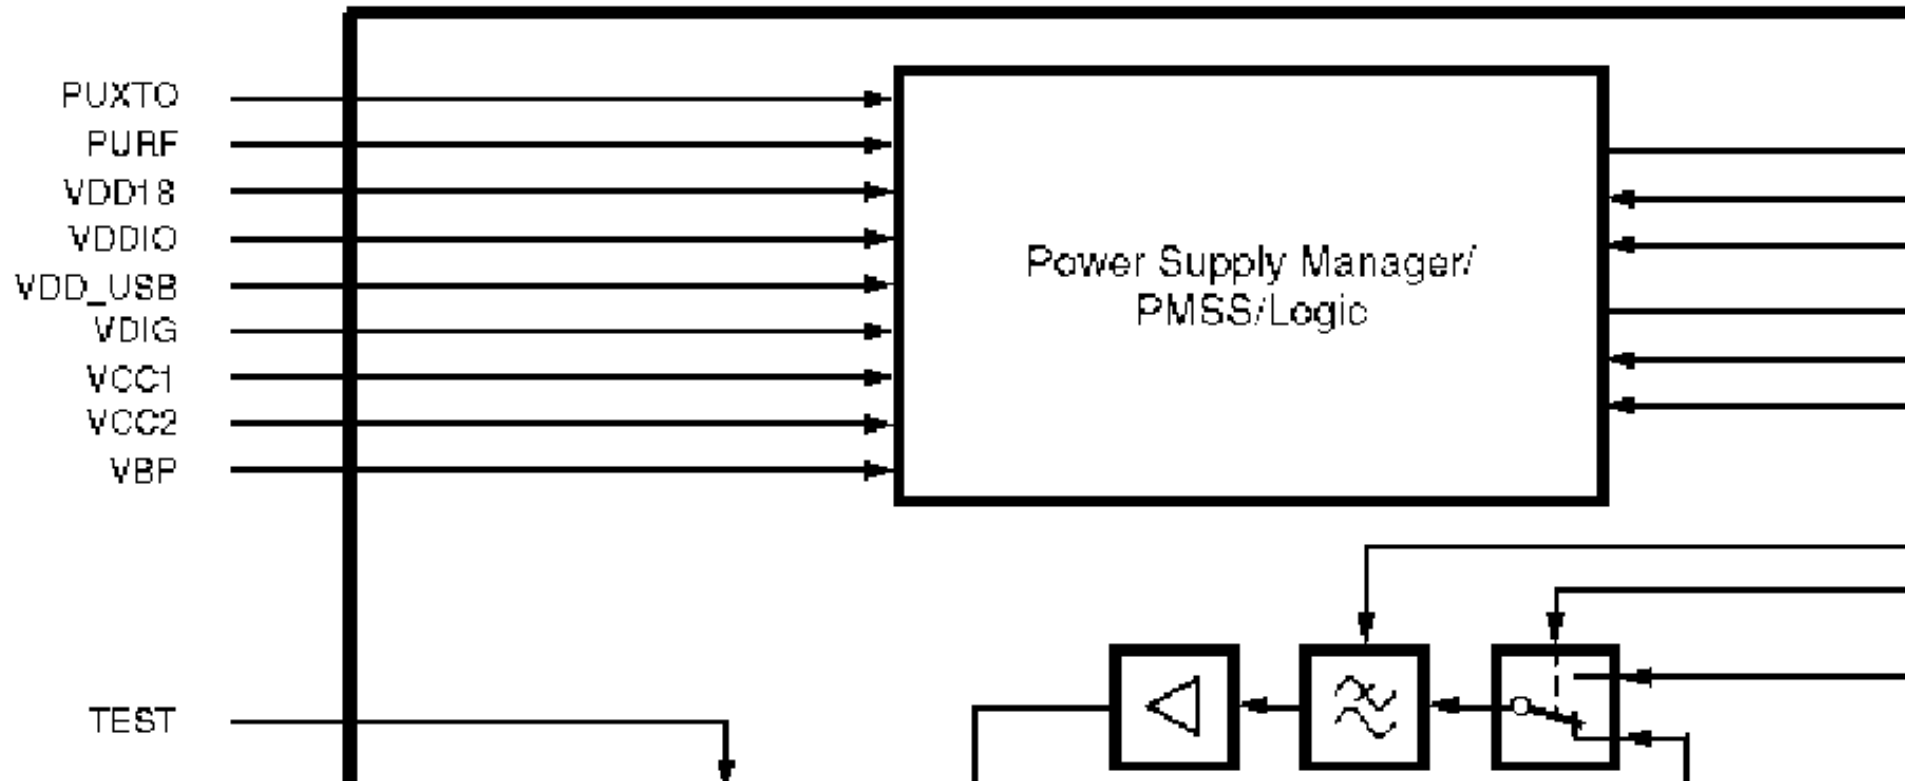 PUXTO
PURF
VDD18
VDDIO
VDD_USB
VDIG
VCC1
VCC2
VBP
Power Supply Manager/
PMSS/Logic
TEST